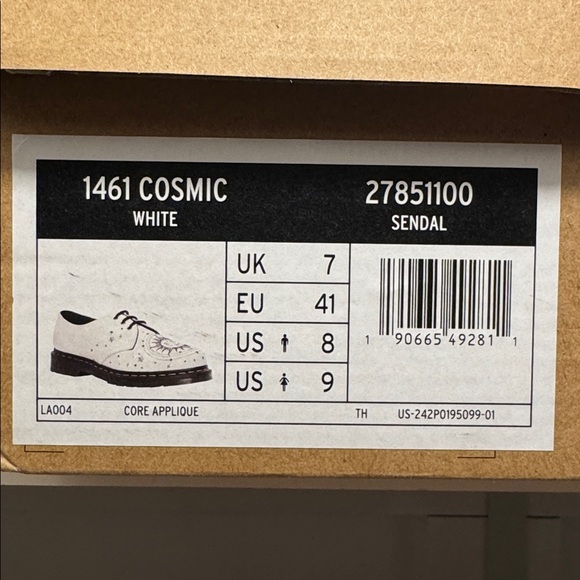 1461 COSMIC
WHITE
27851100
SENDAL
UK 7
EU 41
US 8
US 9
1 90665 49281 1
LA004 CORE APPLIQUE TH US-242P0195099-01